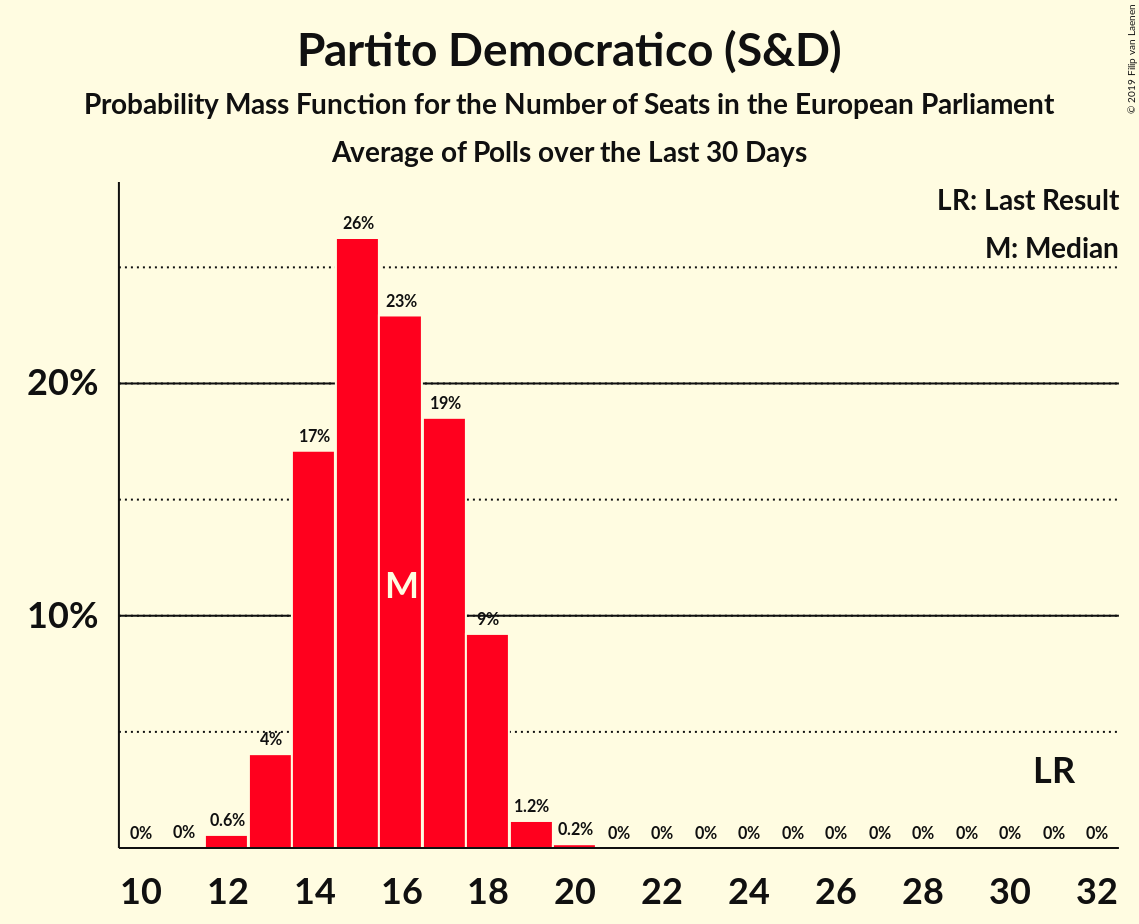 Partito Democratico (S&D)
Probability Mass Function for the Number of Seats in the European Parliament
Average of Polls over the Last 30 Days
© 2019 Filip van Laenen
LR: Last Result
M: Median
26%
23%
20%
19%
17%
M
10%
9%
4%
LR
0% 0% 0.6% 1.2% 0.2% 0% 0% 0% 0% 0% 0% 0% 0% 0% 0% 0% 0%
10 12 14 16 18 20 22 24 26 28 30 32